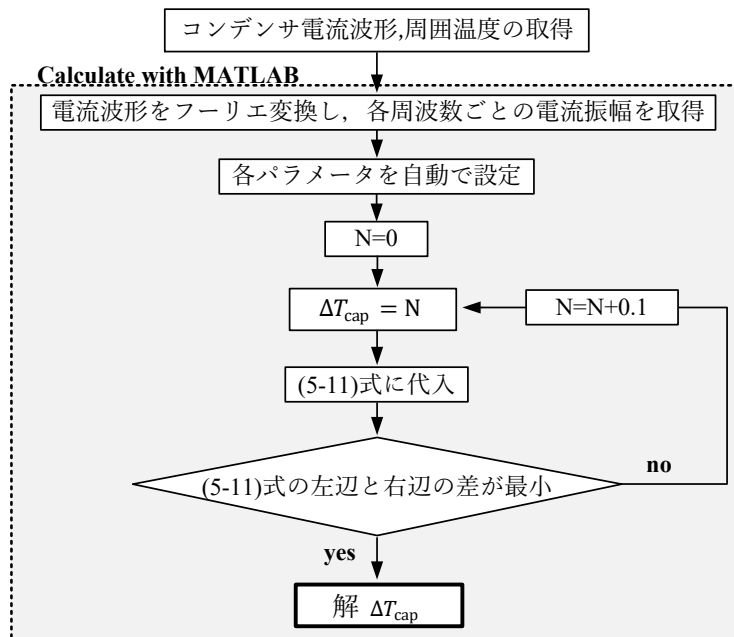 コンデンサ電流波形,周囲温度の取得
Calculate with MATLAB
電流波形をフーリエ変換し，各周波数ごとの電流振幅を取得
各パラメータを自動で設定
N=0
ΔT_cap = N
N=N+0.1
(5-11)式に代入
(5-11)式の左辺と右辺の差が最小
no
yes
解 ΔT_cap